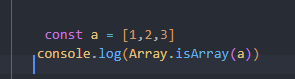 const a = [1,2,3]
console.log(Array.isArray(a))